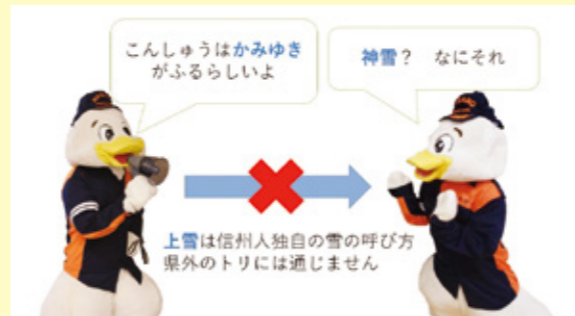 こんしゅうはかみゆき
がふるらしいよ
神雪？　なにそれ
上雪は信州人独自の雪の呼び方
県外のトリには通じません